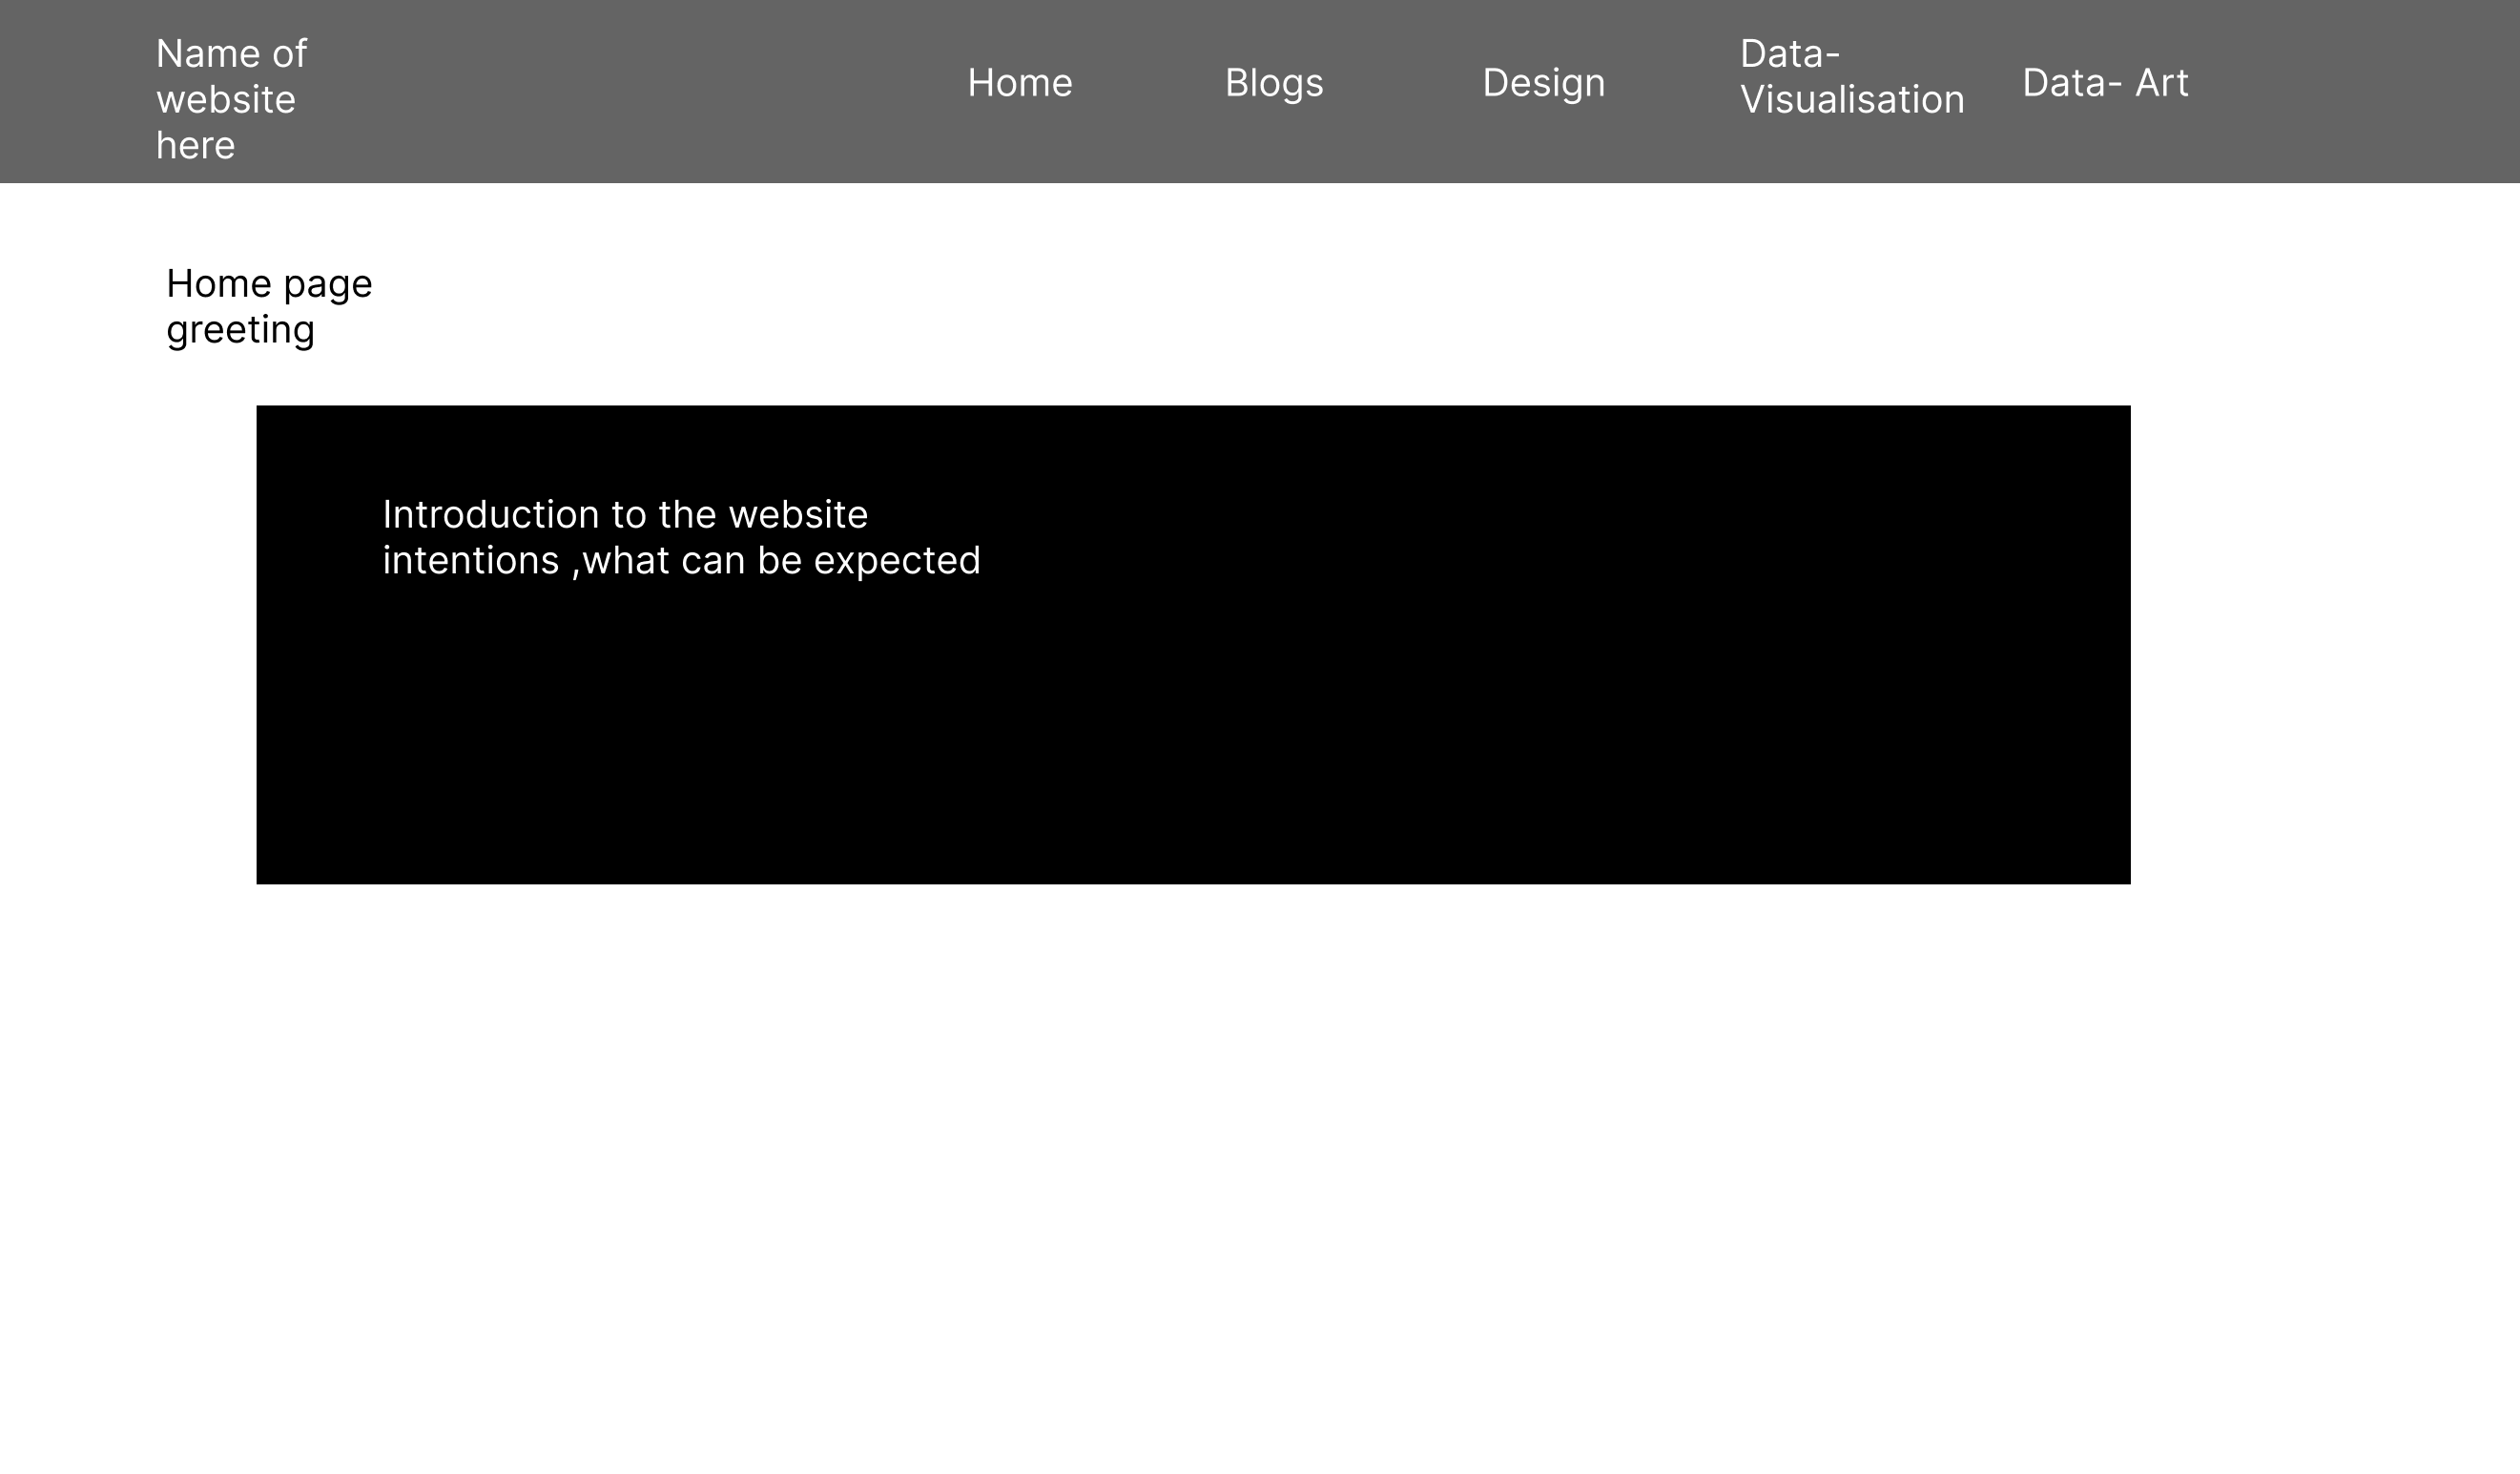 Name of
website
here
Home
Blogs
Design
Data-
Visualisation
Data- Art
Home page
greeting
Introduction to the website
intentions ,what can be expected